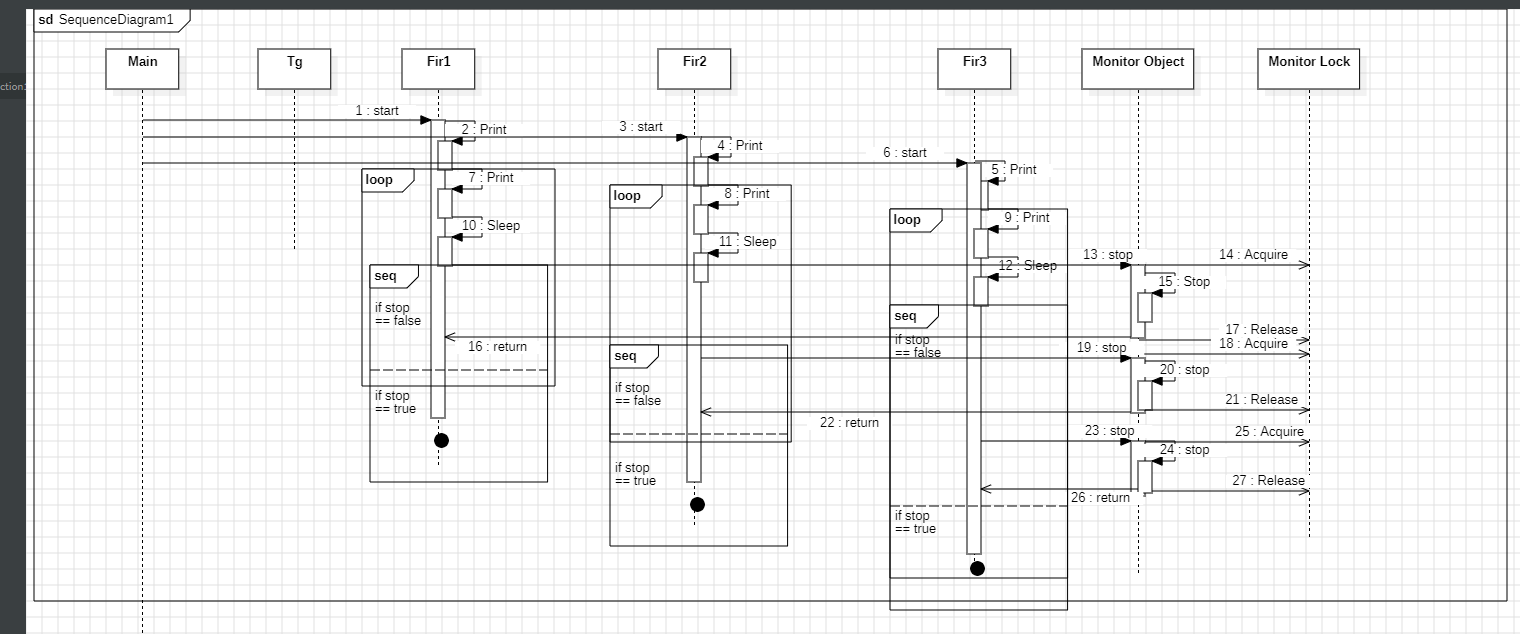 sd SequenceDiagram1
Main
Tg
Fir1
Fir2
Fir3
Monitor Object
Monitor Lock
ction1
1 : start
2 : Print
3 : start
4 : Print
6 : start
5 : Print
loop
7 : Print
loop
8 : Print
loop
9 : Print
10 : Sleep
11 : Sleep
12 : Sleep
13 : stop
14 : Acquire
seq
15 : Stop
if stop
== false
seq
16 : return
17 : Release
if stop
== false
18 : Acquire
seq
19 : stop
20 : stop
if stop
== false
if stop
== true
21 : Release
22 : return
23 : stop
25 : Acquire
24 : stop
if stop
== true
27 : Release
26 : return
if stop
== true